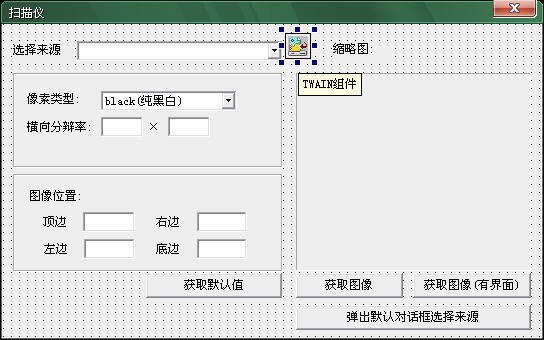 扫描仪
选择来源 缩略图:
TWAIN组件
像素类型: black(纯黑白)
横向分辩率: ×
图像位置:
顶边 右边
左边 底边
获取默认值 获取图像 获取图像(有界面)
弹出默认对话框选择来源